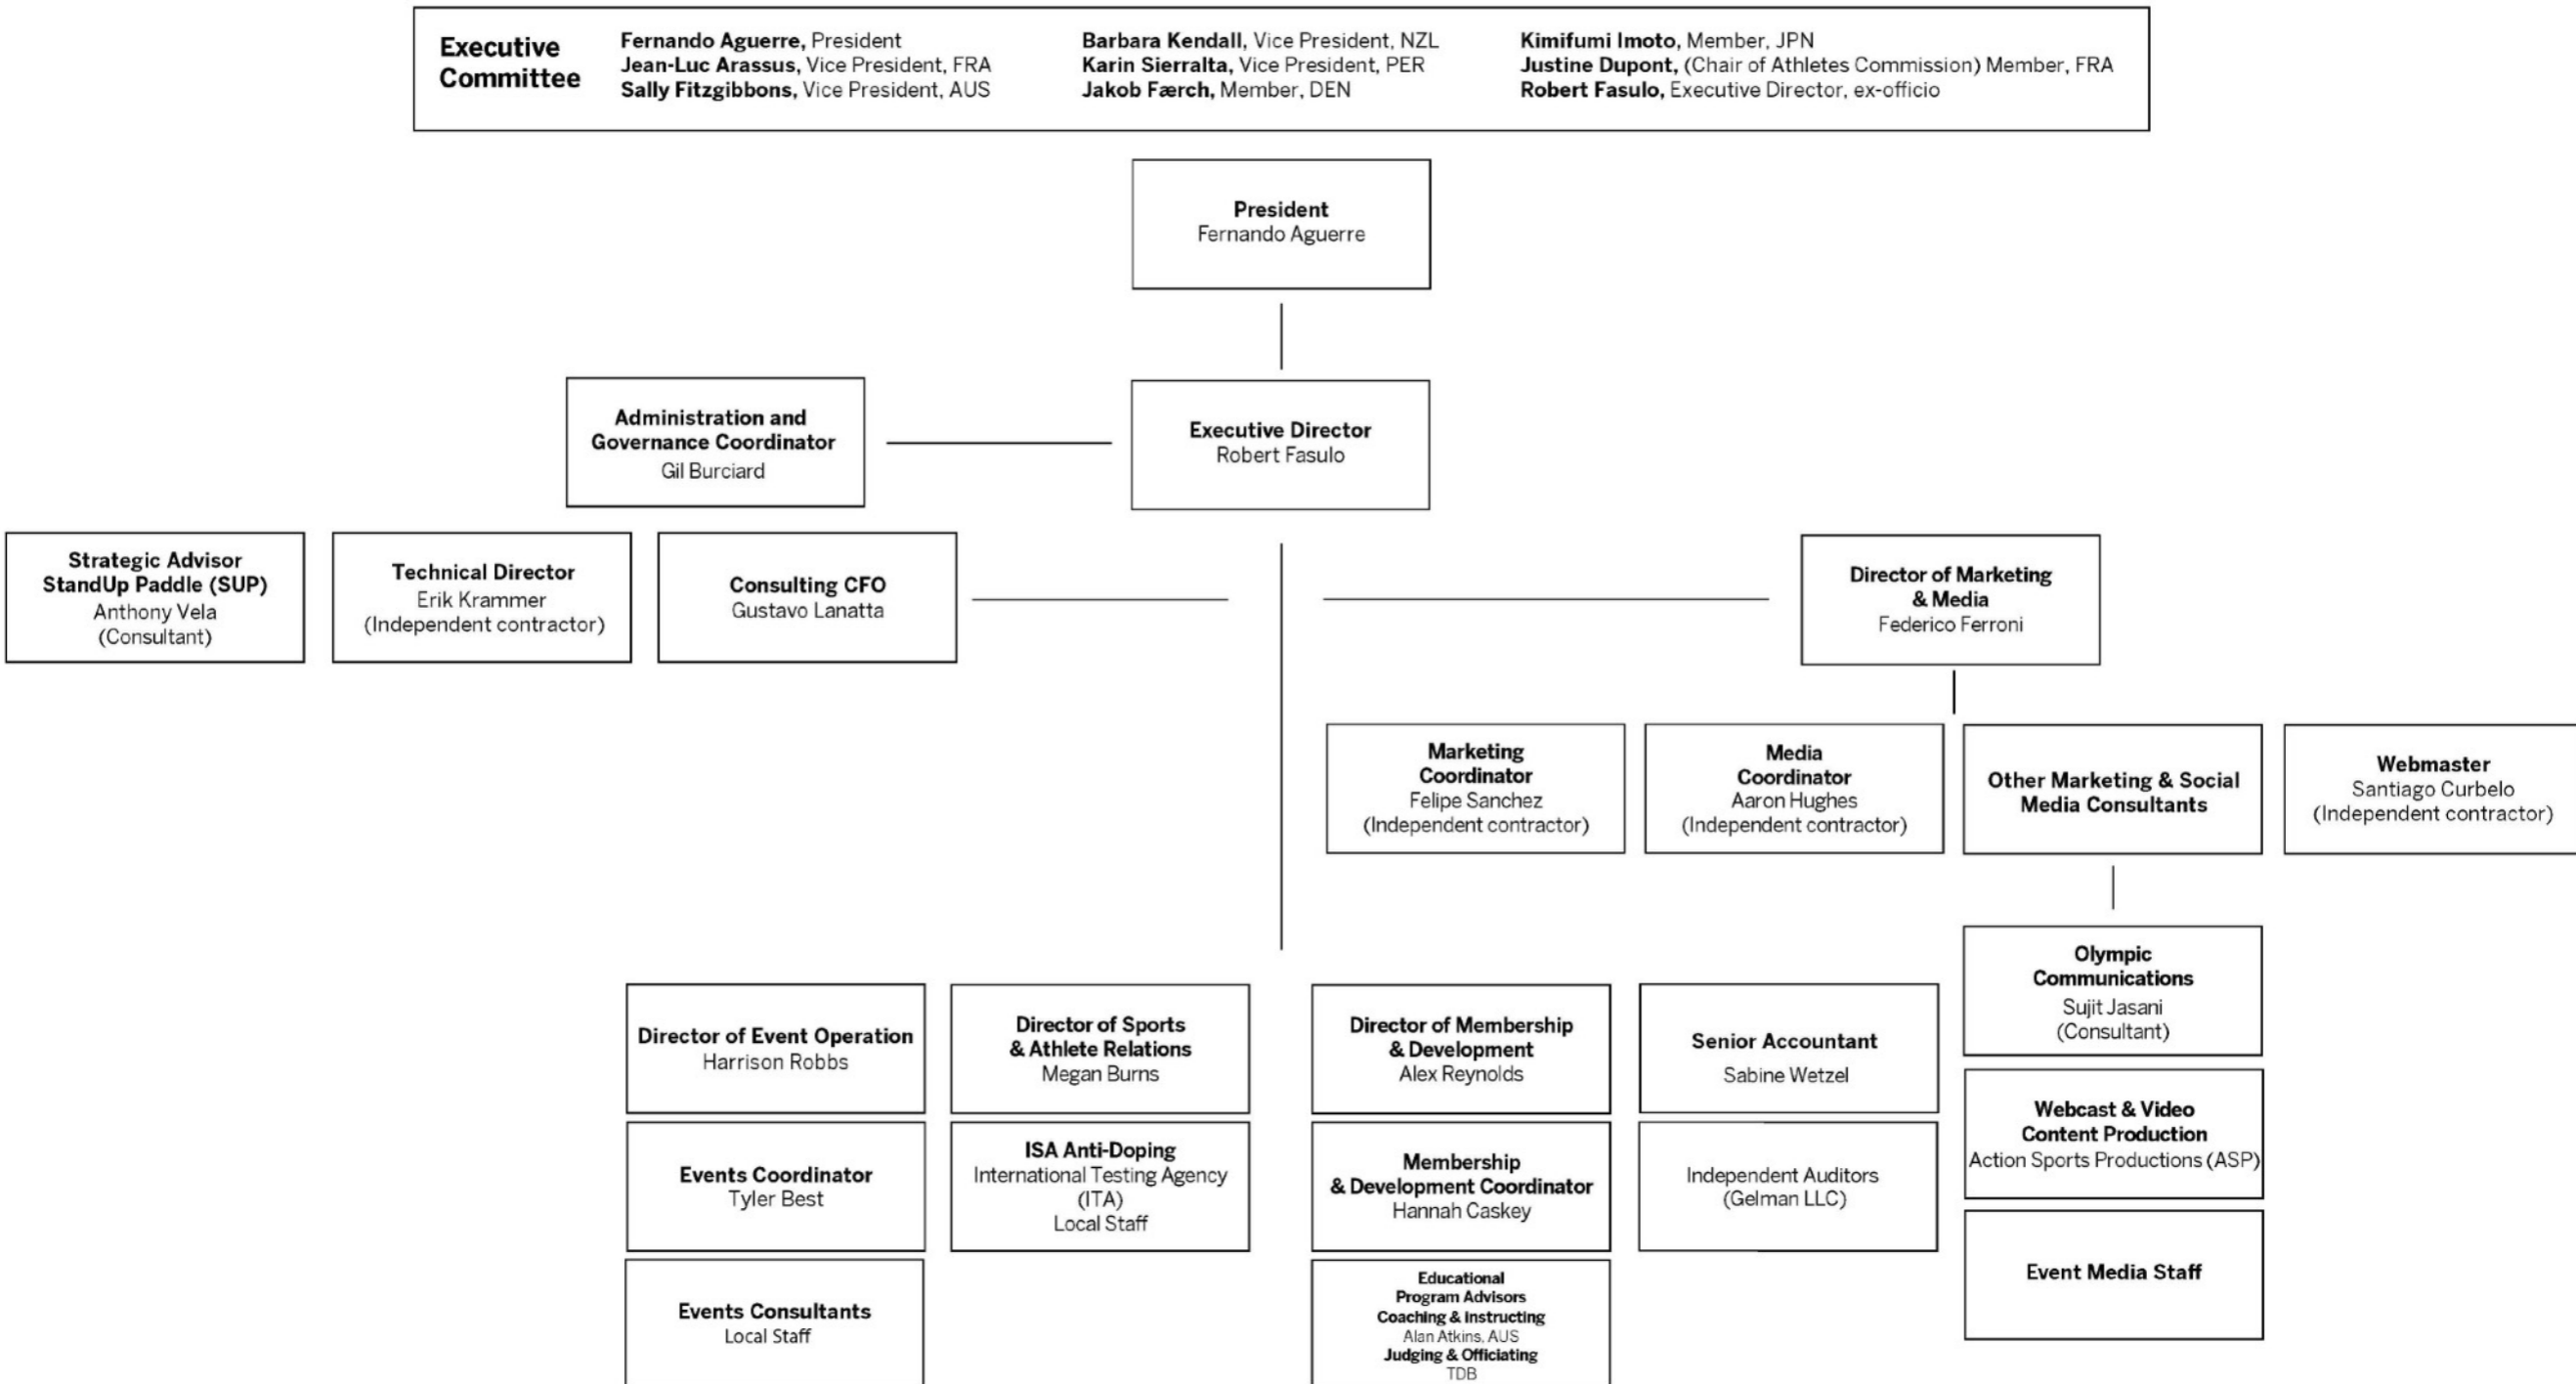 Executive
Committee
Fernando Aguerre, President
Jean-Luc Arassus, Vice President, FRA
Sally Fitzgibbons, Vice President, AUS
Barbara Kendall, Vice President, NZL
Karin Sierralta, Vice President, PER
Jakob Færch, Member, DEN
Kimifumi Imoto, Member, JPN
Justine Dupont, (Chair of Athletes Commission) Member, FRA
Robert Fasulo, Executive Director, ex-officio
President
Fernando Aguerre
Administration and
Governance Coordinator
Gil Burciard
Executive Director
Robert Fasulo
Strategic Advisor
StandUp Paddle (SUP)
Anthony Vela
(Consultant)
Technical Director
Erik Krammer
(Independent contractor)
Consulting CFO
Gustavo Lanatta
Director of Marketing
& Media
Federico Ferroni
Marketing
Coordinator
Felipe Sanchez
(Independent contractor)
Media
Coordinator
Aaron Hughes
(Independent contractor)
Other Marketing & Social
Media Consultants
Webmaster
Santiago Curbelo
(Independent contractor)
Director of Event Operation
Harrison Robbs
Director of Sports
& Athlete Relations
Megan Burns
Director of Membership
& Development
Alex Reynolds
Senior Accountant
Sabine Wetzel
Olympic
Communications
Sujit Jasani
(Consultant)
Events Coordinator
Tyler Best
ISA Anti-Doping
International Testing Agency
(ITA)
Local Staff
Membership
& Development Coordinator
Hannah Caskey
Independent Auditors
(Gelman LLC)
Webcast & Video
Content Production
Action Sports Productions (ASP)
Events Consultants
Local Staff
Educational
Program Advisors
Coaching & Instructing
Alan Atkins, AUS
Judging & Officiating
TDB
Event Media Staff